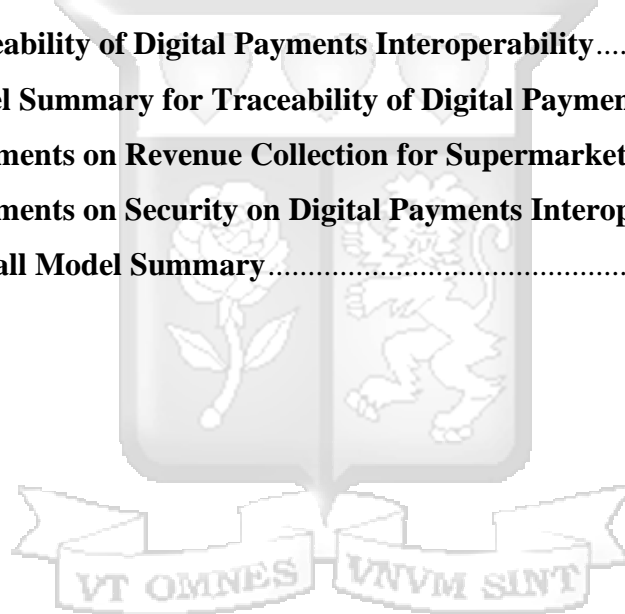 eability of Digital Payments Interoperability....
el Summary for Traceability of Digital Paymen
ments on Revenue Collection for Supermarket
ments on Security on Digital Payments Interop
all Model Summary..........................................
VT OMNES VNVM SINT